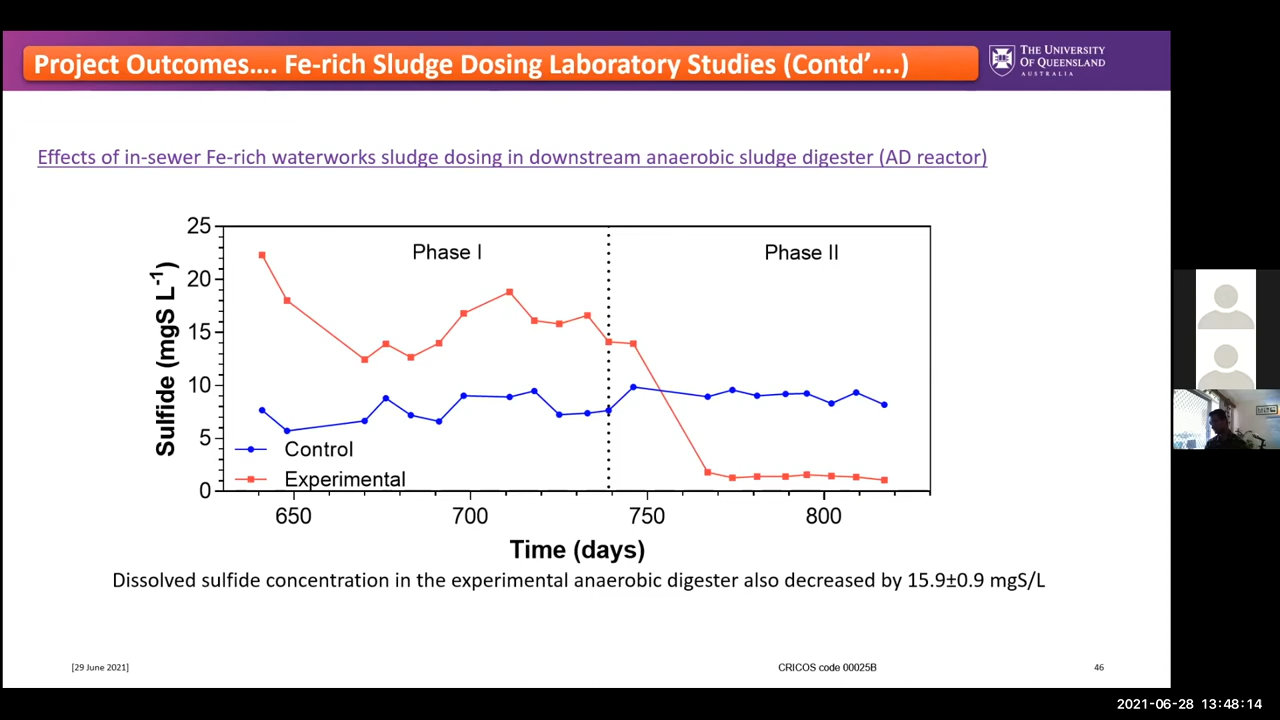 Project Outcomes.... Fe-rich Sludge Dosing Laboratory Studies (Contd'....)
THE UNIVERSITY
OF QUEENSLAND
AUSTRALIA
Effects of in-sewer Fe-rich waterworks sludge dosing in downstream anaerobic sludge digester (AD reactor)
25
20
15
10
5
0
Sulfide (mgS L-1)
Phase I
Phase II
Control
Experimental
650
700
750
800
Time (days)
Dissolved sulfide concentration in the experimental anaerobic digester also decreased by 15.9±0.9 mgS/L
[29 June 2021]
CRICOS code 00025B
46
2021-06-28 13:48:14